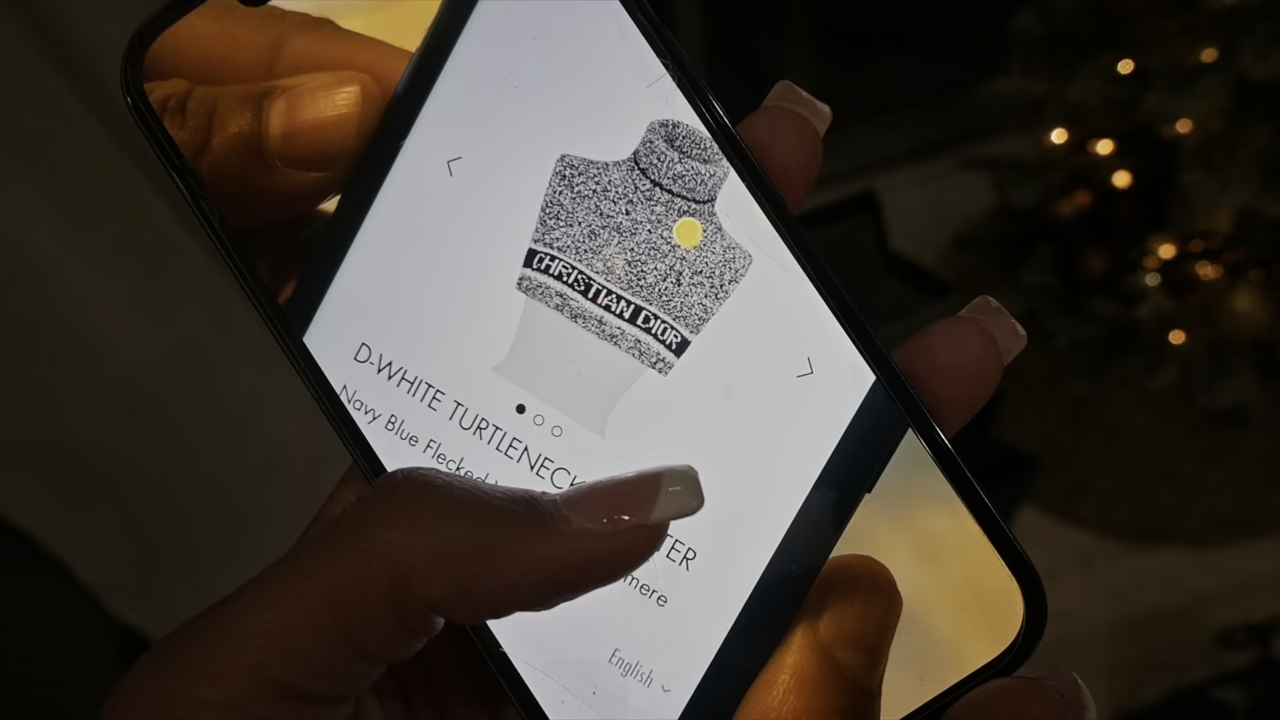 CHRISTIAN DIOR
D-WHITE TURTLENECK
TER
Navy Blue Flecked
mere
English